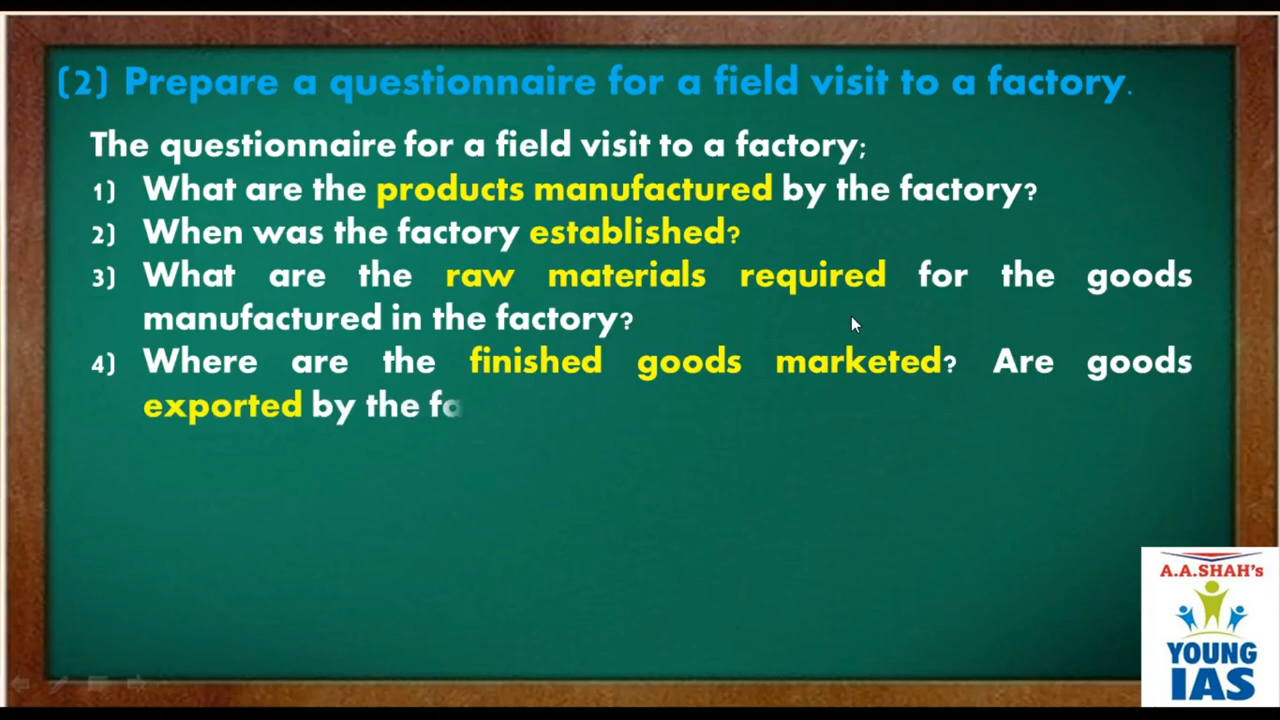 (2) Prepare a questionnaire for a field visit to a factory.
The questionnaire for a field visit to a factory;
1) What are the products manufactured by the factory?
2) When was the factory established?
3) What are the raw materials required for the goods
manufactured in the factory?
4) Where are the finished goods marketed? Are goods
exported by the fa
A.A.SHAH's
YOUNG
IAS